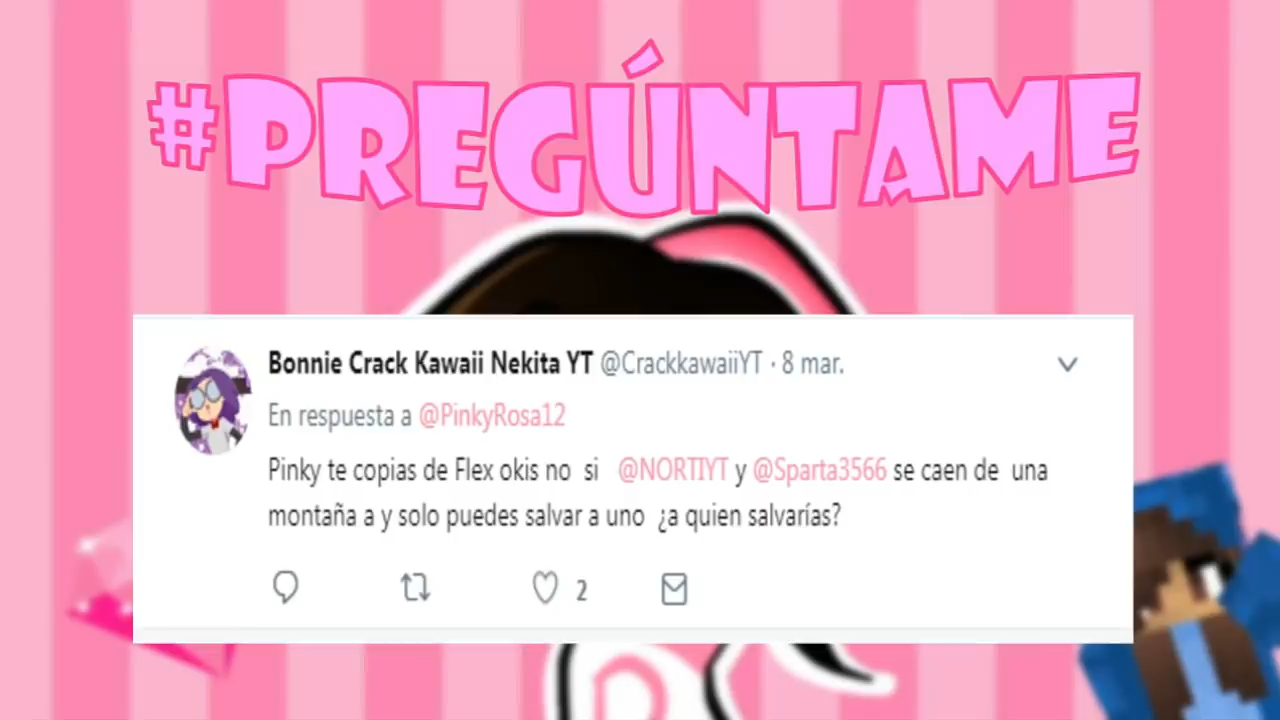 #PREGÚNTAME
Bonnie Crack Kawaii Nekita YT @CrackkawaiiYT · 8 mar.
En respuesta a @PinkyRosa12
Pinky te copias de Flex okis no si @NORTIYT y @Sparta3566 se caen de una
montaña a y solo puedes salvar a uno ¿a quien salvarías?
2